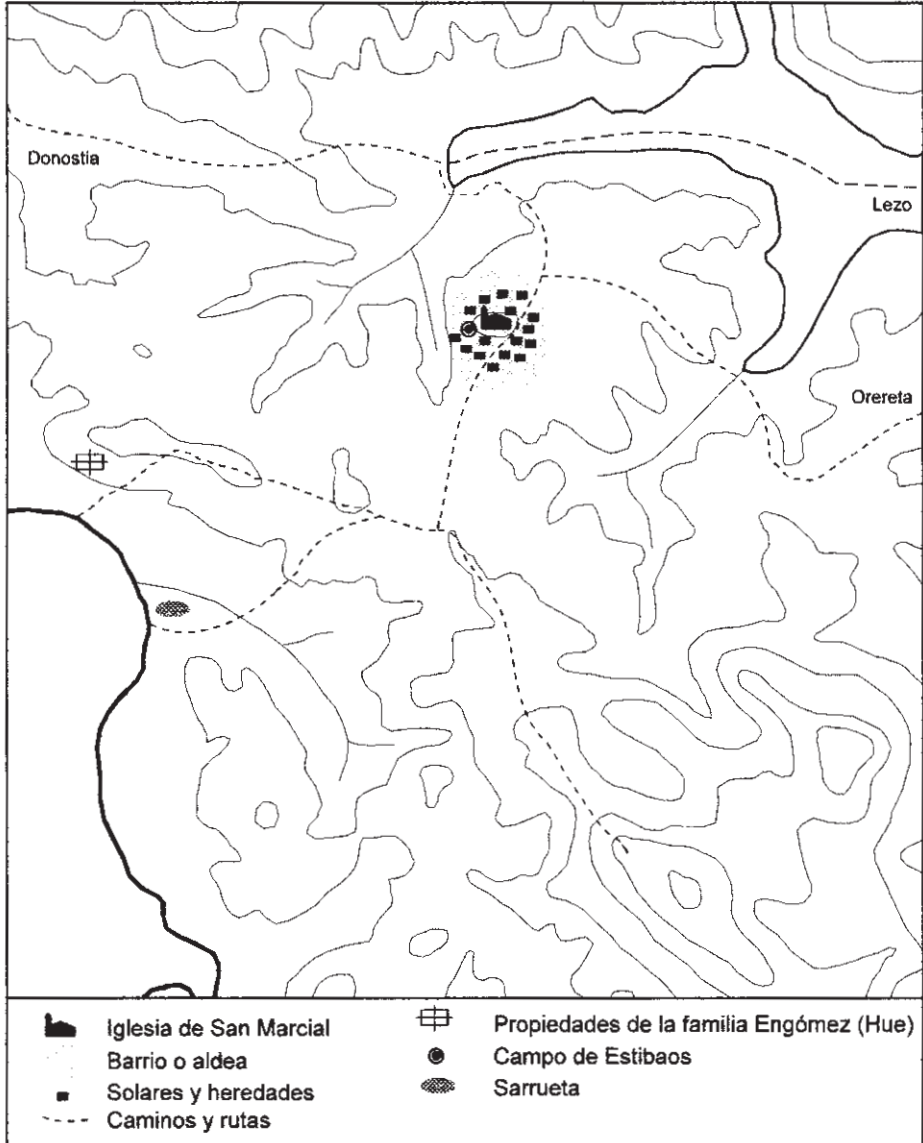 Donostia
Lezo
Orereta
Iglesia de San Marcial
Barrio o aldea
Solares y heredades
Caminos y rutas
Propiedades de la familia Engómez (Hue)
Campo de Estibaos
Sarrueta